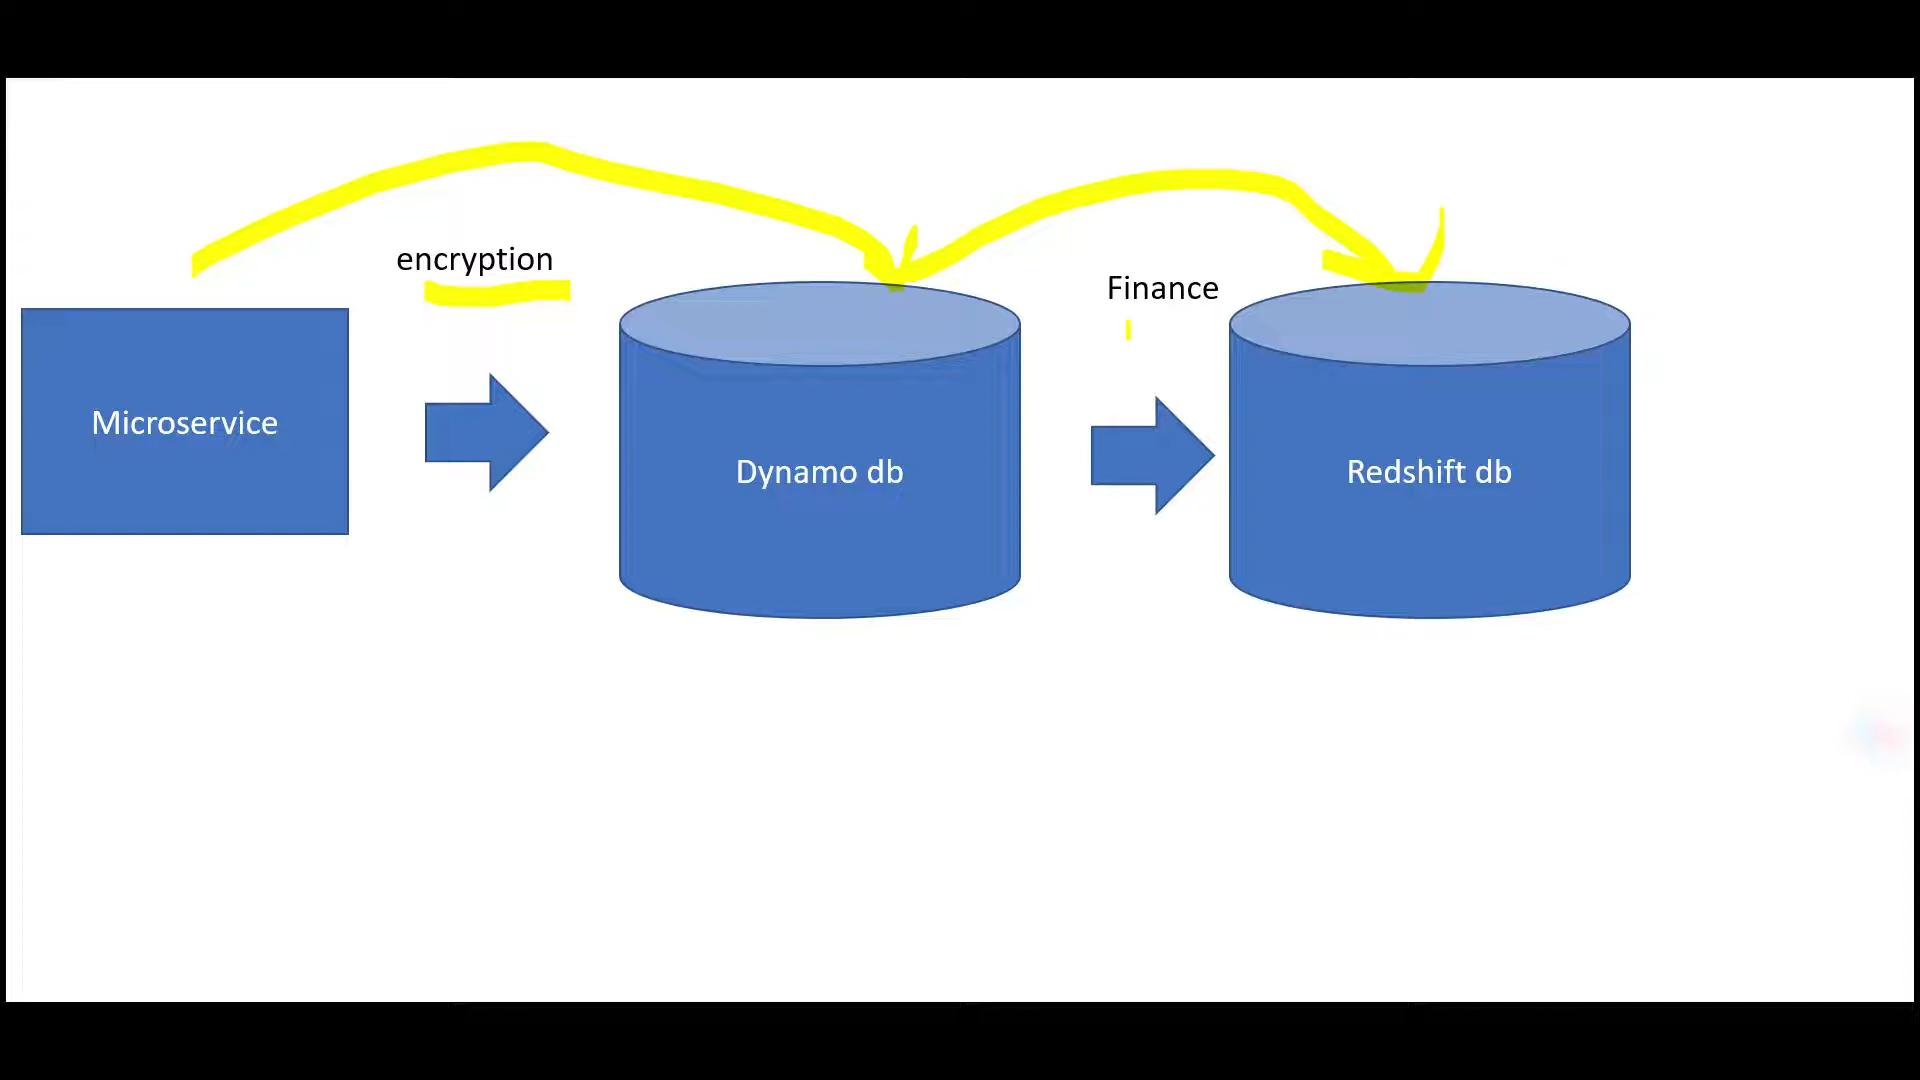 encryption
Finance
Microservice
Dynamo db
Redshift db